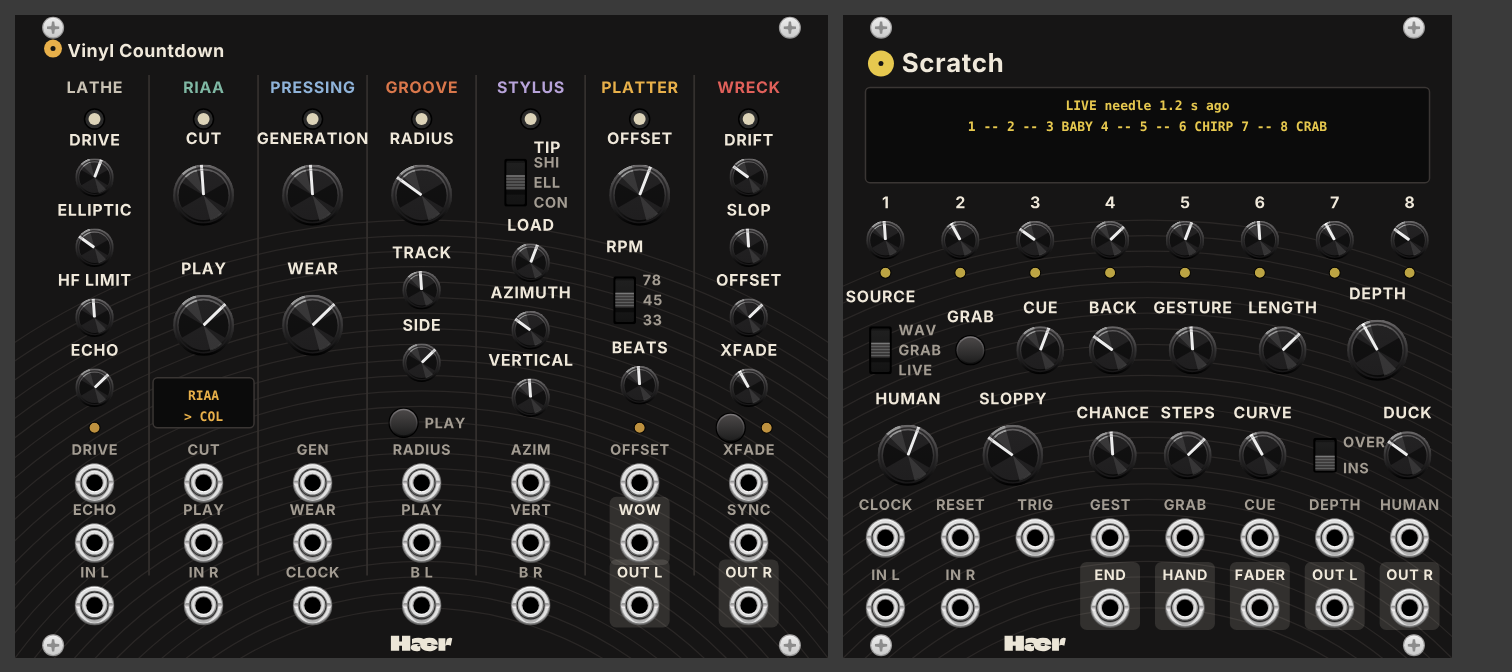 Vinyl Countdown
LATHE RIAA PRESSING GROOVE STYLUS PLATTER WRECK
DRIVE CUT GENERATION RADIUS TIP OFFSET DRIFT
SHI
ELL
CON
ELLIPTIC LOAD SLOP
HF LIMIT PLAY WEAR TRACK AZIMUTH RPM OFFSET
78
45
33
ECHO SIDE VERTICAL BEATS XFADE
RIAA
> COL
PLAY
DRIVE CUT GEN RADIUS AZIM OFFSET XFADE
ECHO PLAY WEAR PLAY VERT WOW SYNC
IN L IN R CLOCK B L B R OUT L OUT R
Hær
Scratch
LIVE needle 1.2 s ago
1 -- 2 -- 3 BABY 4 -- 5 -- 6 CHIRP 7 -- 8 CRAB
1 2 3 4 5 6 7 8
SOURCE GRAB CUE BACK GESTURE LENGTH DEPTH
WAV
GRAB
LIVE
HUMAN SLOPPY CHANCE STEPS CURVE DUCK
OVER
INS
CLOCK RESET TRIG GEST GRAB CUE DEPTH HUMAN
IN L IN R END HAND FADER OUT L OUT R
Hær